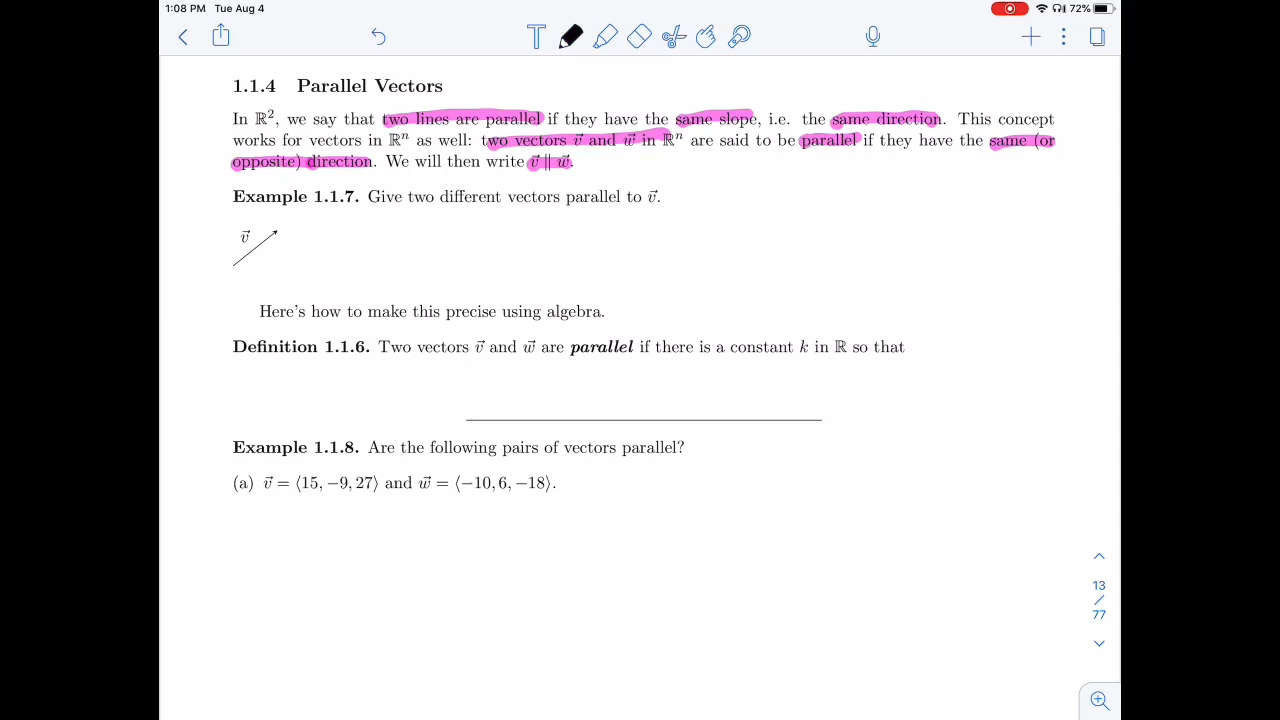 1:08 PM Tue Aug 4
72%
T
1.1.4 Parallel Vectors
In ℝ², we say that two lines are parallel if they have the same slope, i.e. the same direction. This concept
works for vectors in ℝⁿ as well: two vectors v⃗ and w⃗ in ℝⁿ are said to be parallel if they have the same (or
opposite) direction. We will then write v⃗ ∥ w⃗.
Example 1.1.7. Give two different vectors parallel to v⃗.
v⃗
Here's how to make this precise using algebra.
Definition 1.1.6. Two vectors v⃗ and w⃗ are parallel if there is a constant k in ℝ so that
Example 1.1.8. Are the following pairs of vectors parallel?
(a) v⃗ = ⟨15, −9, 27⟩ and w⃗ = ⟨−10, 6, −18⟩.
13
/
77